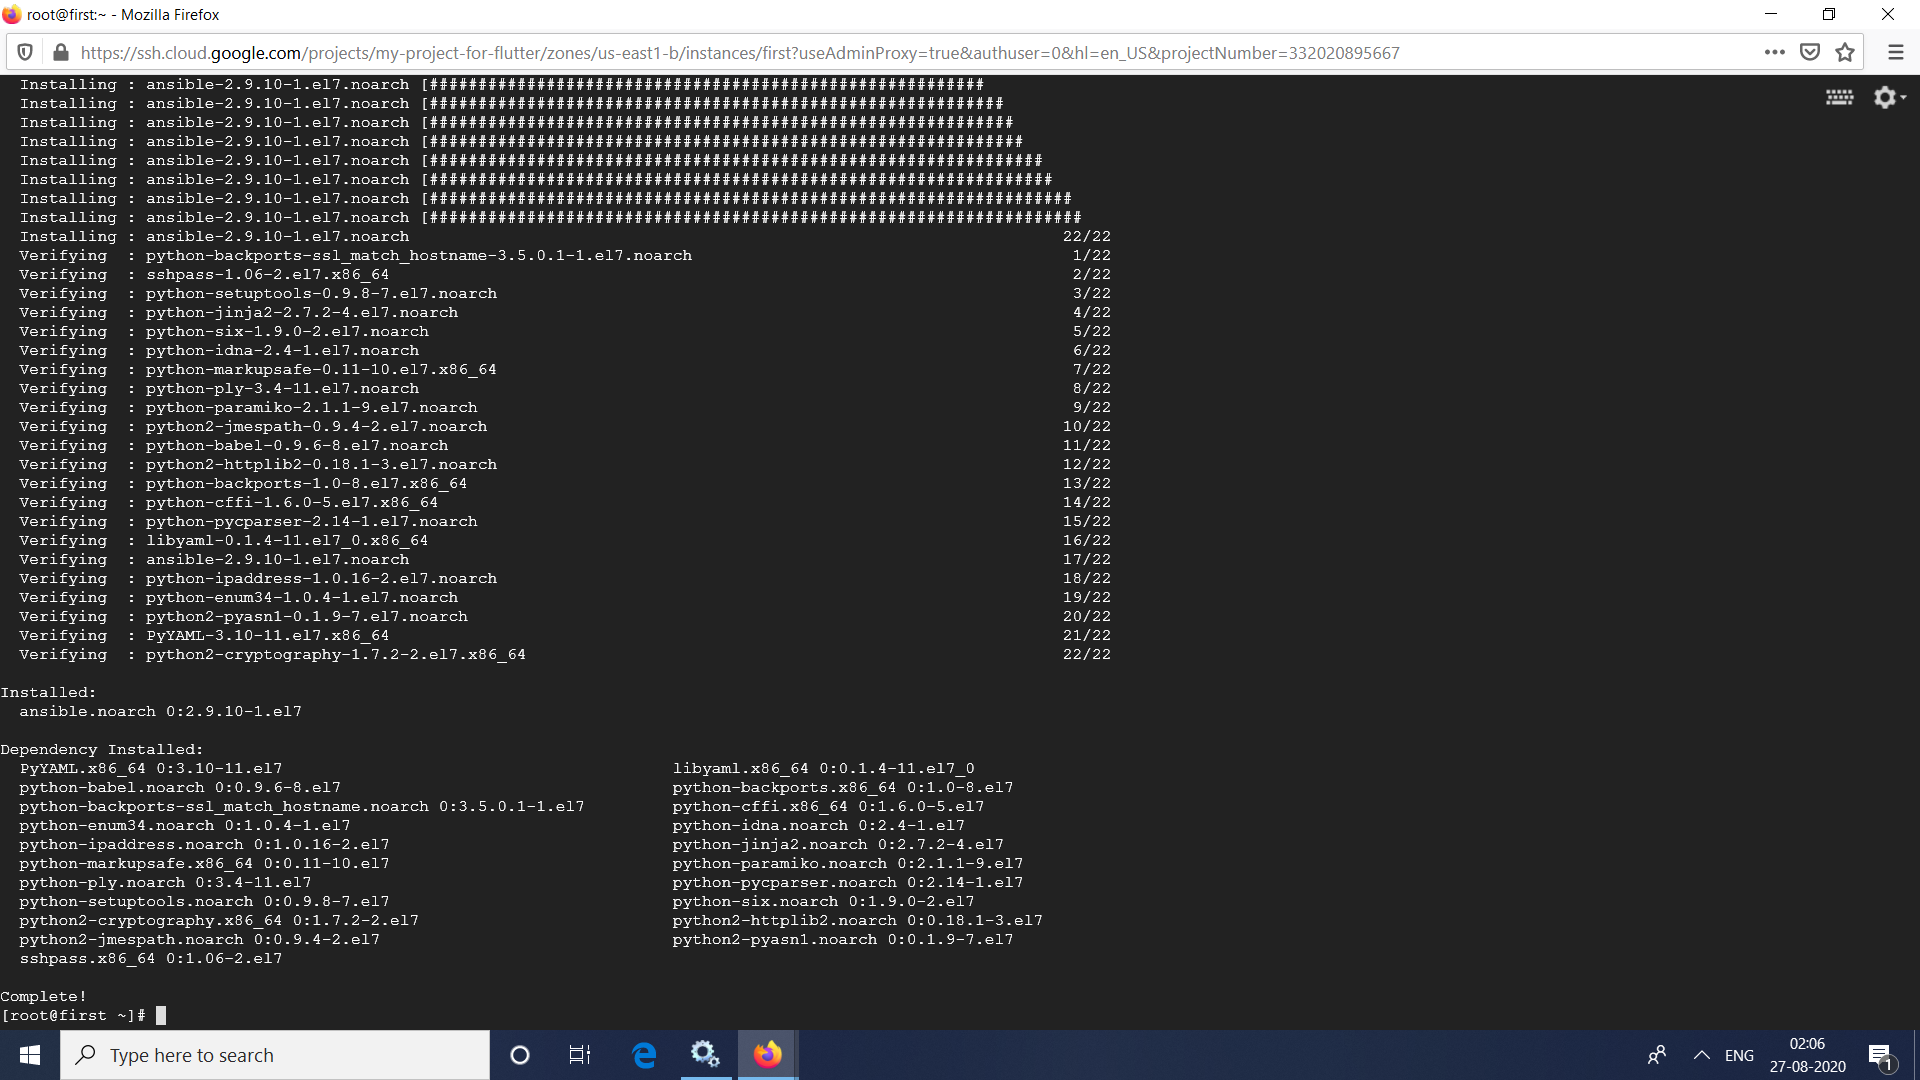 root@first:~ - Mozilla Firefox
https://ssh.cloud.google.com/projects/my-project-for-flutter/zones/us-east1-b/instances/first?useAdminProxy=true&authuser=0&hl=en_US&projectNumber=332020895667
Installing : ansible-2.9.10-1.el7.noarch [#########################################################
Installing : ansible-2.9.10-1.el7.noarch [###########################################################
Installing : ansible-2.9.10-1.el7.noarch [############################################################
Installing : ansible-2.9.10-1.el7.noarch [#############################################################
Installing : ansible-2.9.10-1.el7.noarch [###############################################################
Installing : ansible-2.9.10-1.el7.noarch [################################################################
Installing : ansible-2.9.10-1.el7.noarch [##################################################################
Installing : ansible-2.9.10-1.el7.noarch [###################################################################
Installing : ansible-2.9.10-1.el7.noarch 22/22
Verifying : python-backports-ssl_match_hostname-3.5.0.1-1.el7.noarch 1/22
Verifying : sshpass-1.06-2.el7.x86_64 2/22
Verifying : python-setuptools-0.9.8-7.el7.noarch 3/22
Verifying : python-jinja2-2.7.2-4.el7.noarch 4/22
Verifying : python-six-1.9.0-2.el7.noarch 5/22
Verifying : python-idna-2.4-1.el7.noarch 6/22
Verifying : python-markupsafe-0.11-10.el7.x86_64 7/22
Verifying : python-ply-3.4-11.el7.noarch 8/22
Verifying : python-paramiko-2.1.1-9.el7.noarch 9/22
Verifying : python2-jmespath-0.9.4-2.el7.noarch 10/22
Verifying : python-babel-0.9.6-8.el7.noarch 11/22
Verifying : python2-httplib2-0.18.1-3.el7.noarch 12/22
Verifying : python-backports-1.0-8.el7.x86_64 13/22
Verifying : python-cffi-1.6.0-5.el7.x86_64 14/22
Verifying : python-pycparser-2.14-1.el7.noarch 15/22
Verifying : libyaml-0.1.4-11.el7_0.x86_64 16/22
Verifying : ansible-2.9.10-1.el7.noarch 17/22
Verifying : python-ipaddress-1.0.16-2.el7.noarch 18/22
Verifying : python-enum34-1.0.4-1.el7.noarch 19/22
Verifying : python2-pyasn1-0.1.9-7.el7.noarch 20/22
Verifying : PyYAML-3.10-11.el7.x86_64 21/22
Verifying : python2-cryptography-1.7.2-2.el7.x86_64 22/22
Installed:
ansible.noarch 0:2.9.10-1.el7
Dependency Installed:
PyYAML.x86_64 0:3.10-11.el7 libyaml.x86_64 0:0.1.4-11.el7_0
python-babel.noarch 0:0.9.6-8.el7 python-backports.x86_64 0:1.0-8.el7
python-backports-ssl_match_hostname.noarch 0:3.5.0.1-1.el7 python-cffi.x86_64 0:1.6.0-5.el7
python-enum34.noarch 0:1.0.4-1.el7 python-idna.noarch 0:2.4-1.el7
python-ipaddress.noarch 0:1.0.16-2.el7 python-jinja2.noarch 0:2.7.2-4.el7
python-markupsafe.x86_64 0:0.11-10.el7 python-paramiko.noarch 0:2.1.1-9.el7
python-ply.noarch 0:3.4-11.el7 python-pycparser.noarch 0:2.14-1.el7
python-setuptools.noarch 0:0.9.8-7.el7 python-six.noarch 0:1.9.0-2.el7
python2-cryptography.x86_64 0:1.7.2-2.el7 python2-httplib2.noarch 0:0.18.1-3.el7
python2-jmespath.noarch 0:0.9.4-2.el7 python2-pyasn1.noarch 0:0.1.9-7.el7
sshpass.x86_64 0:1.06-2.el7
Complete!
[root@first ~]#
Type here to search
ENG
02:06
27-08-2020
1